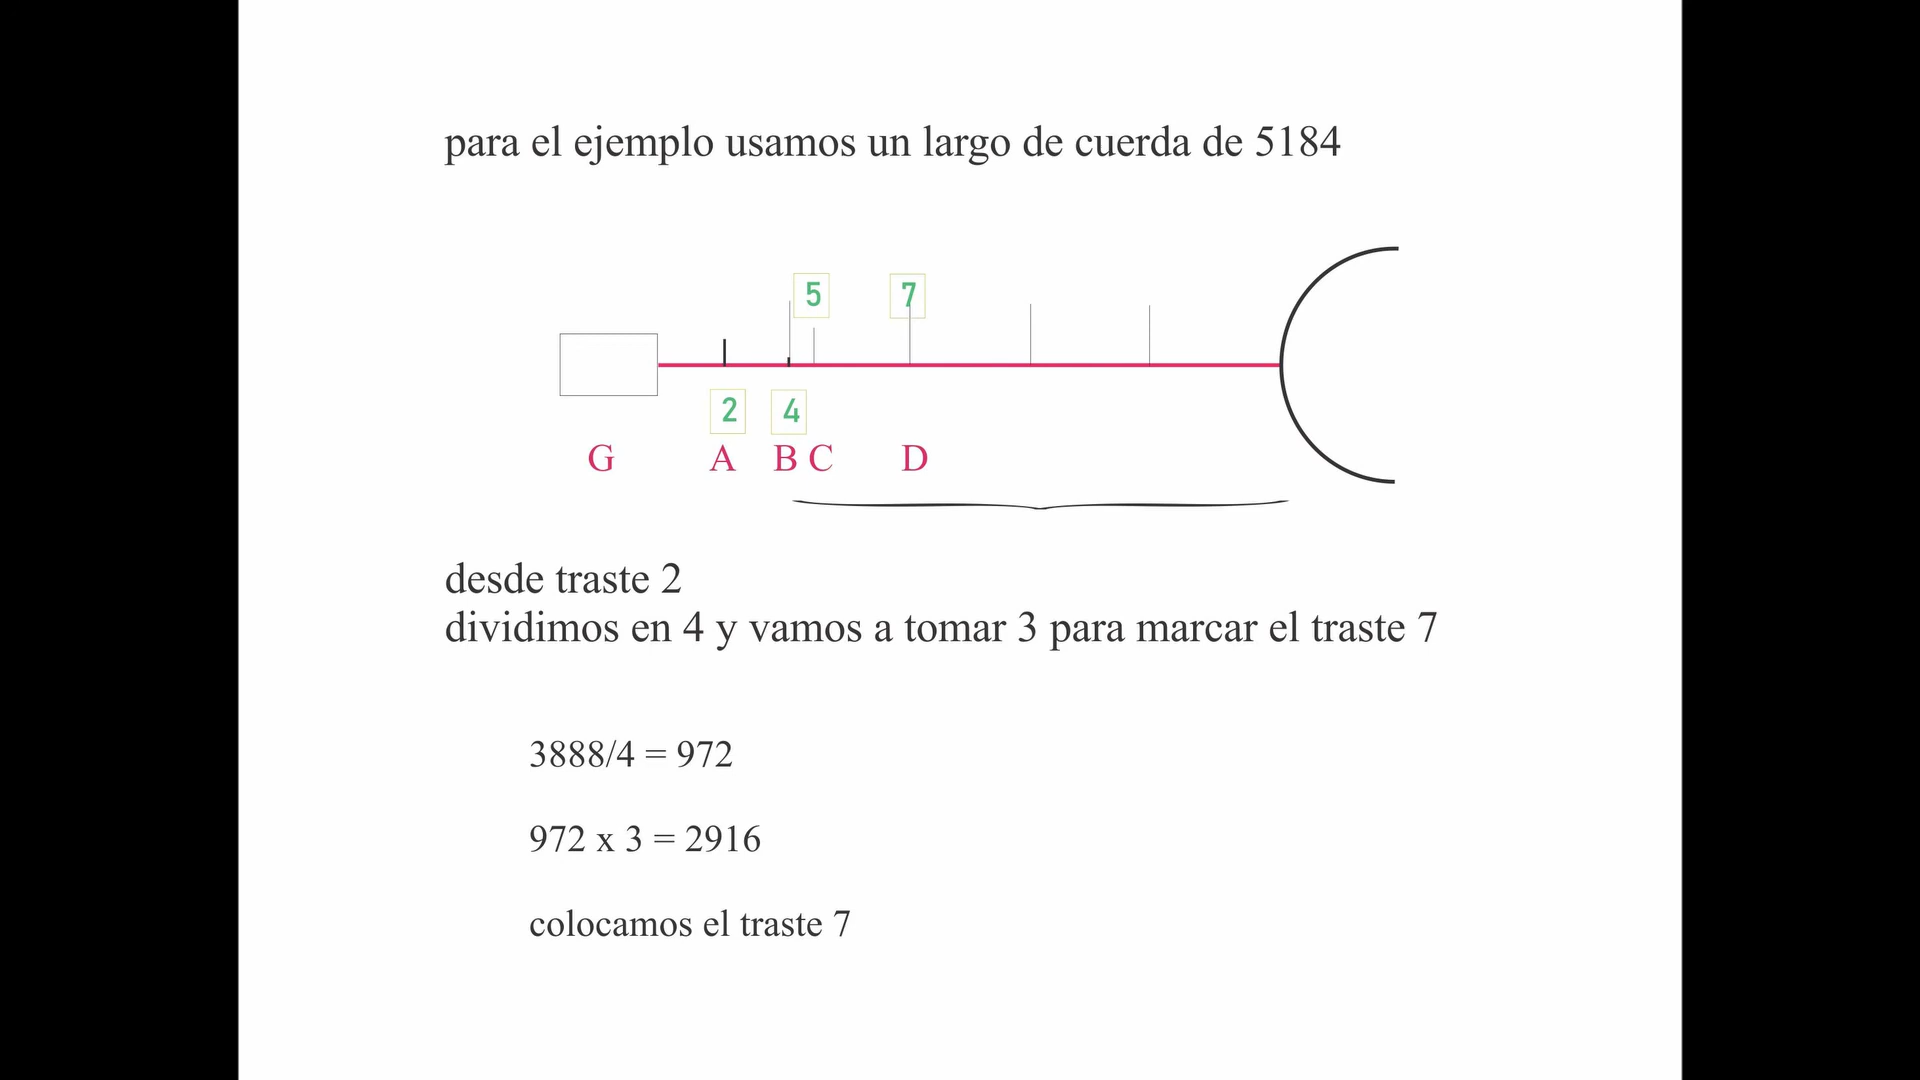 para el ejemplo usamos un largo de cuerda de 5184
5 7
2 4
G A B C D
desde traste 2
dividimos en 4 y vamos a tomar 3 para marcar el traste 7
3888/4 = 972
972 x 3 = 2916
colocamos el traste 7